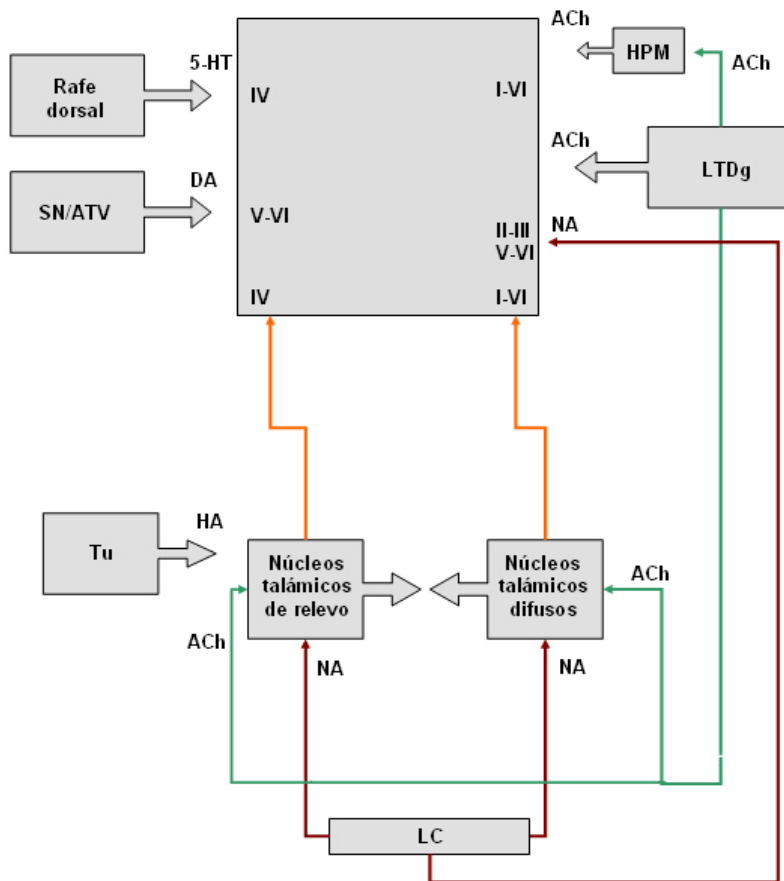 ACh
HPM
ACh
5-HT
Rafe
dorsal
IV
I-VI
ACh
LTDg
DA
SN/ATV
V-VI
II-III
V-VI
NA
IV
I-VI
HA
Tu
Núcleos
talámicos
de relevo
Núcleos
talámicos
difusos
ACh
ACh
NA
NA
LC